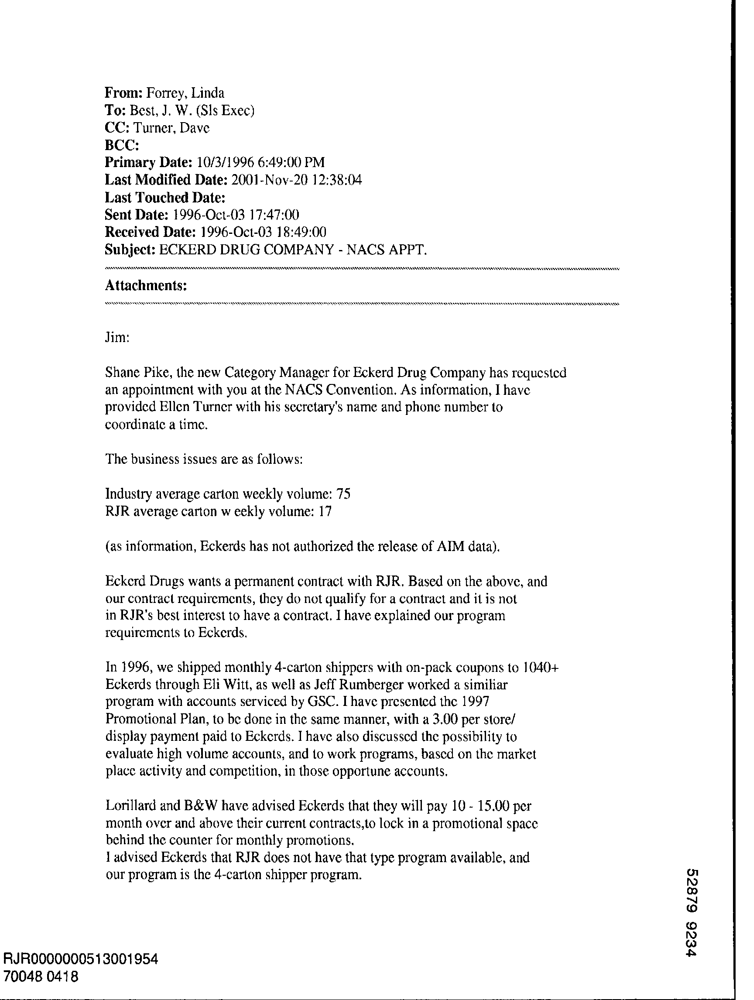 From: Forrey, Linda
To: Best, J. W. (Sls Exec)
CC: Turner, Dave
BCC:
Primary Date: 10/3/1996 6:49:00 PM
Last Modified Date: 2001-Nov-20 12:38:04
Last Touched Date:
Sent Date: 1996-Oct-03 17:47:00
Received Date: 1996-Oct-03 18:49:00
Subject: ECKERD DRUG COMPANY - NACS APPT.
Attachments:
Jim:
Shane Pike, the new Category Manager for Eckerd Drug Company has requested
an appointment with you at the NACS Convention. As information, I have
provided Ellen Turner with his secretary's name and phone number to
coordinate a time.
The business issues are as follows:
Industry average carton weekly volume: 75
RJR average carton w eekly volume: 17
(as information, Eckerds has not authorized the release of AIM data).
Eckerd Drugs wants a permanent contract with RJR. Based on the above, and
our contract requirements, they do not qualify for a contract and it is not
in RJR's best interest to have a contract. I have explained our program
requirements to Eckerds.
In 1996, we shipped monthly 4-carton shippers with on-pack coupons to 1040+
Eckerds through Eli Witt, as well as Jeff Rumberger worked a similiar
program with accounts serviced by GSC. I have presented the 1997
Promotional Plan, to be done in the same manner, with a 3.00 per store/
display payment paid to Eckerds. I have also discussed the possibility to
evaluate high volume accounts, and to work programs, based on the market
place activity and competition, in those opportune accounts.
Lorillard and B&W have advised Eckerds that they will pay 10 - 15.00 per
month over and above their current contracts,to lock in a promotional space
behind the counter for monthly promotions.
I advised Eckerds that RJR does not have that type program available, and
our program is the 4-carton shipper program.
52879 9234
RJR0000000513001954
70048 0418